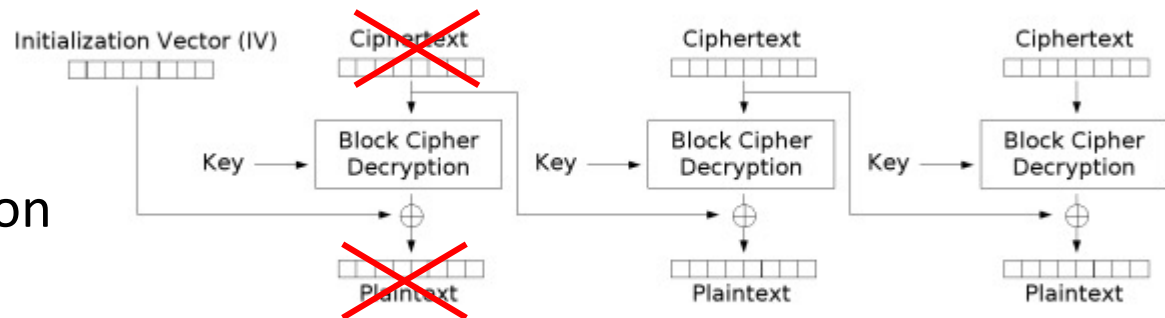 Initialization Vector (IV)
Ciphertext
Ciphertext
Ciphertext
Key
Block Cipher
Decryption
Key
Block Cipher
Decryption
Key
Block Cipher
Decryption
on
Plaintext
Plaintext
Plaintext